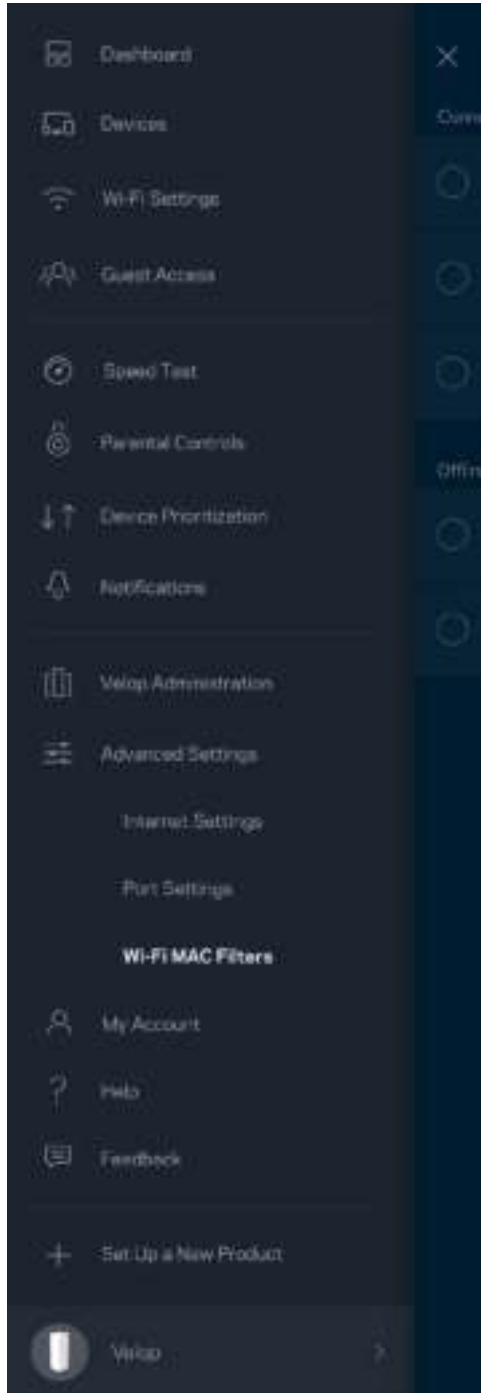 Dashboard
Devices
Wi-Fi Settings
Guest Access
Speed Test
Parental Controls
Device Prioritization
Notifications
Velop Administration
Advanced Settings
Internet Settings
Port Settings
Wi-Fi MAC Filters
My Account
Help
Feedback
Set Up a New Product
Velop